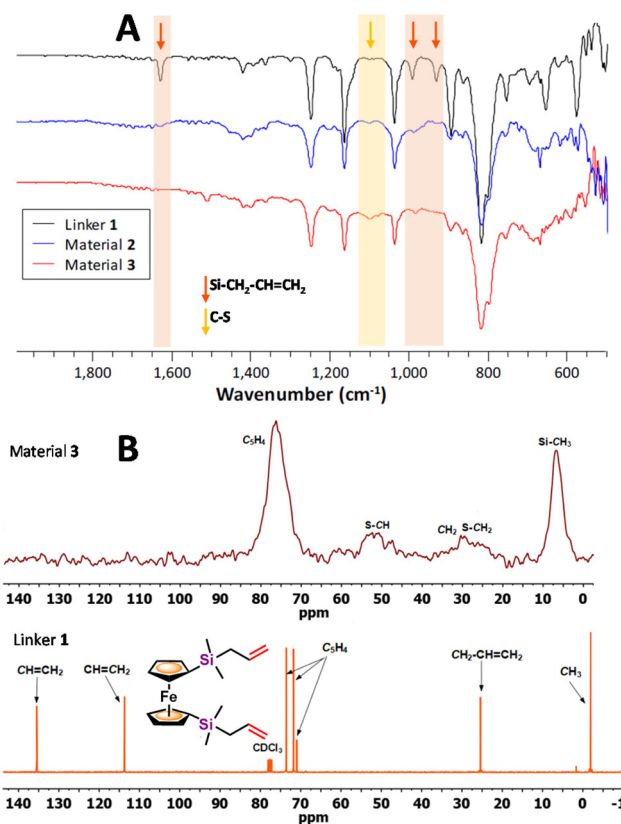 A
Linker 1
Material 2
Material 3
Si-CH₂-CH=CH₂
C-S
1,800 1,600 1,400 1,200 1,000 800 600
Wavenumber (cm⁻¹)
B
Material 3
C₅H₄
S-CH
CH₂
S-CH₂
Si-CH₃
140 130 120 110 100 90 80 70 60 50 40 30 20 10 0
ppm ppm
Linker 1
CH=CH₂
CH=CH₂
Si
Fe
Si
CDCl₃
C₅H₄
CH₂-CH=CH₂
CH₃
140 130 120 110 100 90 80 70 60 50 40 30 20 10 0 -1
ppm ppm